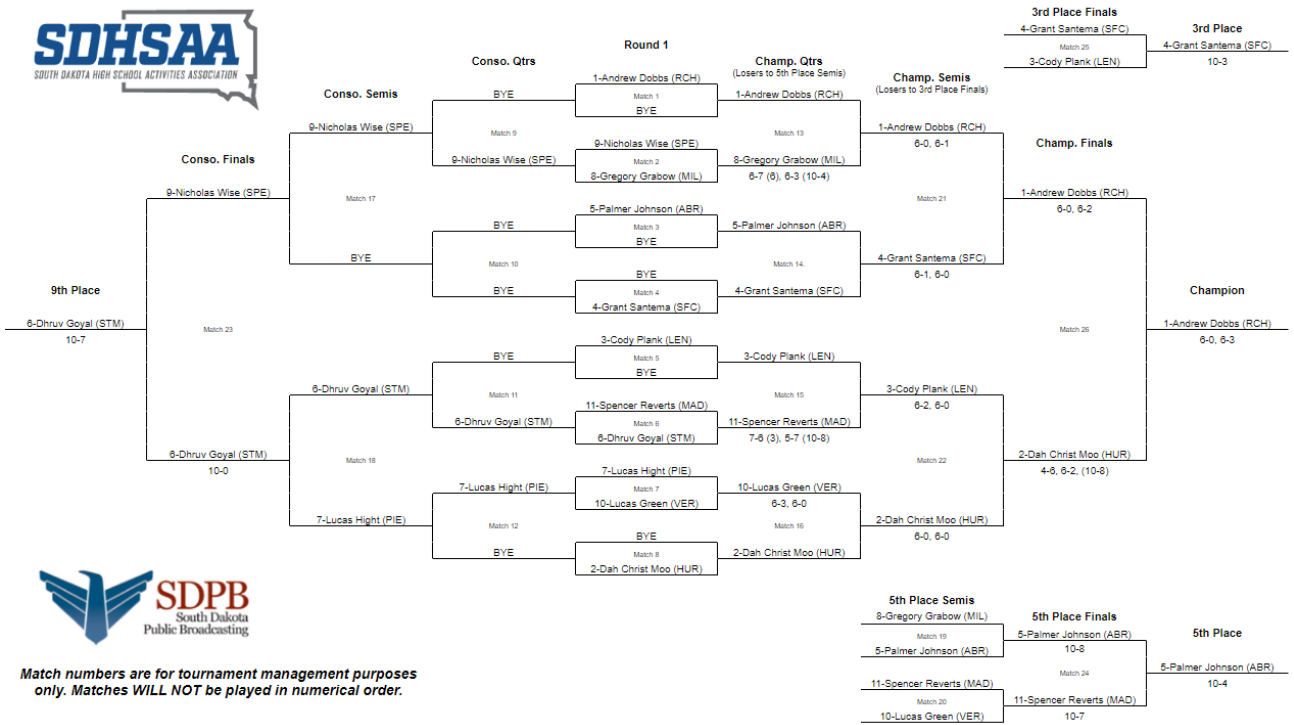 3rd Place Finals
4-Grant Santema (SFC)
Match 25
3-Cody Plank (LEN)
3rd Place
4-Grant Santema (SFC)
10-3
SDHSAA
SOUTH DAKOTA HIGH SCHOOL ACTIVITIES ASSOCIATION
Round 1
1-Andrew Dobbs (RCH)
Match 1
BYE
9-Nicholas Wise (SPE)
Match 2
8-Gregory Grabow (MIL)
5-Palmer Johnson (ABR)
Match 3
BYE
BYE
Match 4
4-Grant Santema (SFC)
3-Cody Plank (LEN)
Match 5
BYE
11-Spencer Reverts (MAD)
Match 6
6-Dhruv Goyal (STM)
7-Lucas Hight (PIE)
Match 7
10-Lucas Green (VER)
BYE
Match 8
2-Dah Christ Moo (HUR)
Conso. Qtrs
BYE
Match 9
9-Nicholas Wise (SPE)
BYE
Match 10
BYE
BYE
Match 11
6-Dhruv Goyal (STM)
7-Lucas Hight (PIE)
Match 12
BYE
Conso. Semis
9-Nicholas Wise (SPE)
Match 17
BYE
6-Dhruv Goyal (STM)
Match 18
7-Lucas Hight (PIE)
Conso. Finals
9-Nicholas Wise (SPE)
Match 23
6-Dhruv Goyal (STM)
10-0
9th Place
6-Dhruv Goyal (STM)
10-7
Champ. Qtrs
(Losers to 5th Place Semis)
1-Andrew Dobbs (RCH)
Match 13
8-Gregory Grabow (MIL)
6-7 (6), 6-3 (10-4)
5-Palmer Johnson (ABR)
Match 14.
4-Grant Santema (SFC)
3-Cody Plank (LEN)
Match 15
11-Spencer Reverts (MAD)
7-6 (3), 5-7 (10-8)
10-Lucas Green (VER)
6-3, 6-0
Match 16
2-Dah Christ Moo (HUR)
Champ. Semis
(Losers to 3rd Place Finals)
1-Andrew Dobbs (RCH)
6-0, 6-1
Match 21
4-Grant Santema (SFC)
6-1, 6-0
3-Cody Plank (LEN)
6-2, 6-0
Match 22
2-Dah Christ Moo (HUR)
6-0, 6-0
Champ. Finals
1-Andrew Dobbs (RCH)
6-0, 6-2
Match 26
2-Dah Christ Moo (HUR)
4-6, 6-2, (10-8)
Champion
1-Andrew Dobbs (RCH)
6-0, 6-3
SDPB
South Dakota
Public Broadcasting
Match numbers are for tournament management purposes
only. Matches WILL NOT be played in numerical order.
5th Place Semis
8-Gregory Grabow (MIL)
Match 19
5-Palmer Johnson (ABR)
11-Spencer Reverts (MAD)
Match 20
10-Lucas Green (VER)
5th Place Finals
5-Palmer Johnson (ABR)
10-8
Match 24
11-Spencer Reverts (MAD)
10-7
5th Place
5-Palmer Johnson (ABR)
10-4